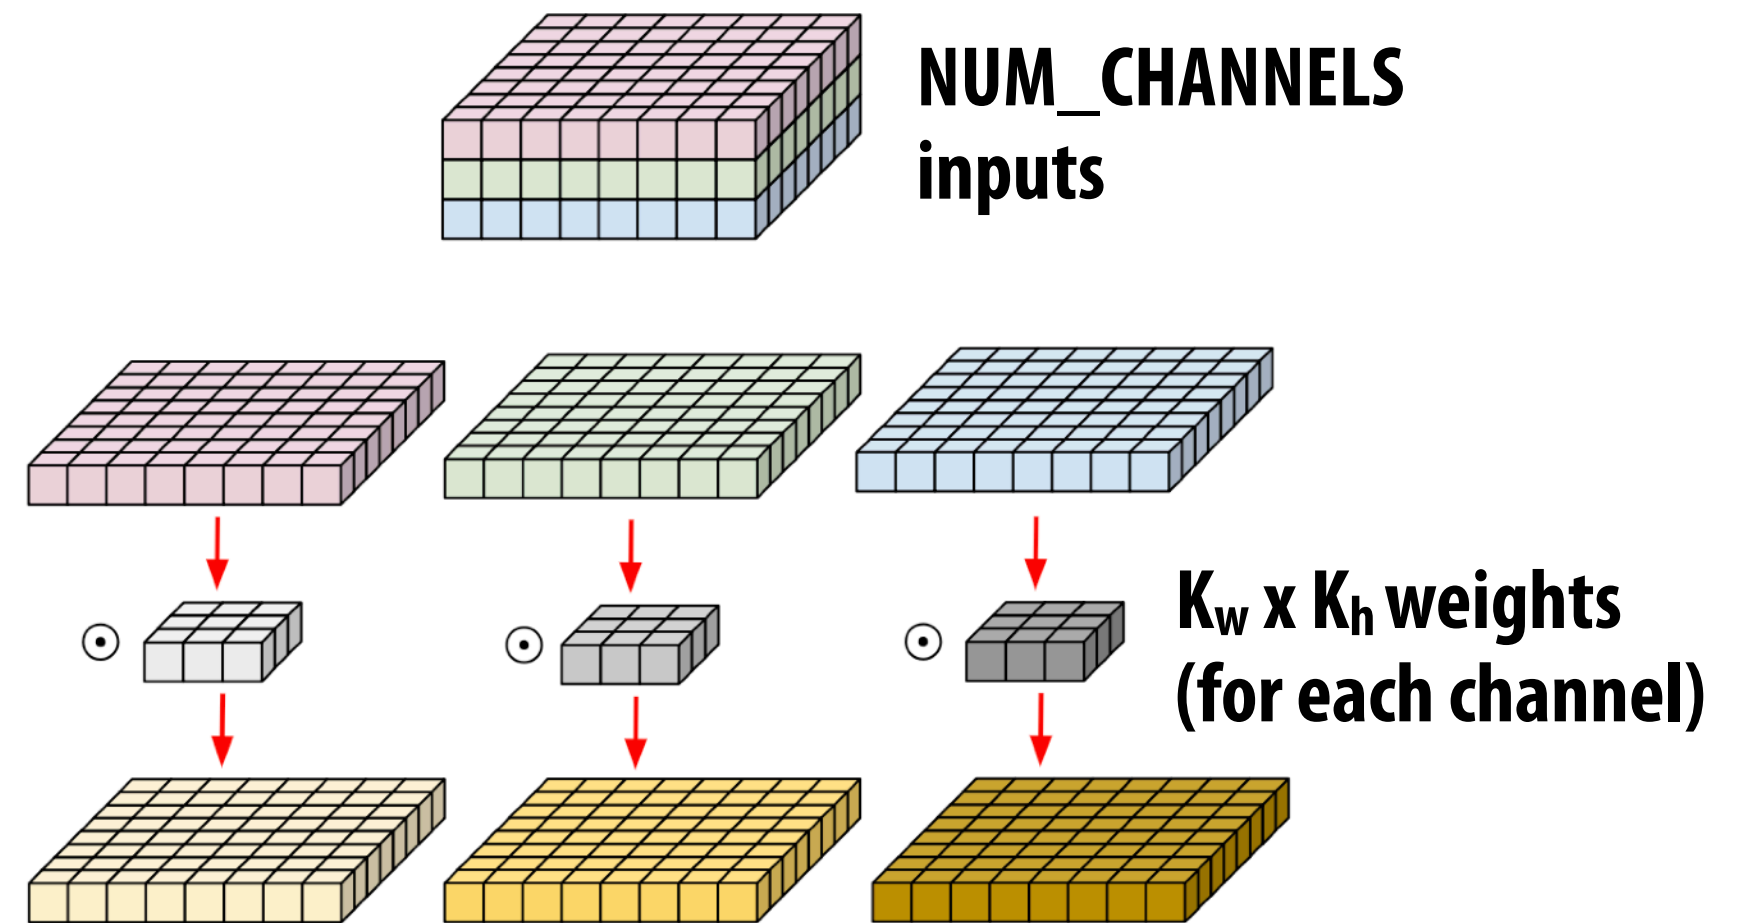 NUM_CHANNELS
inputs
Kw x Kh weights
(for each channel)